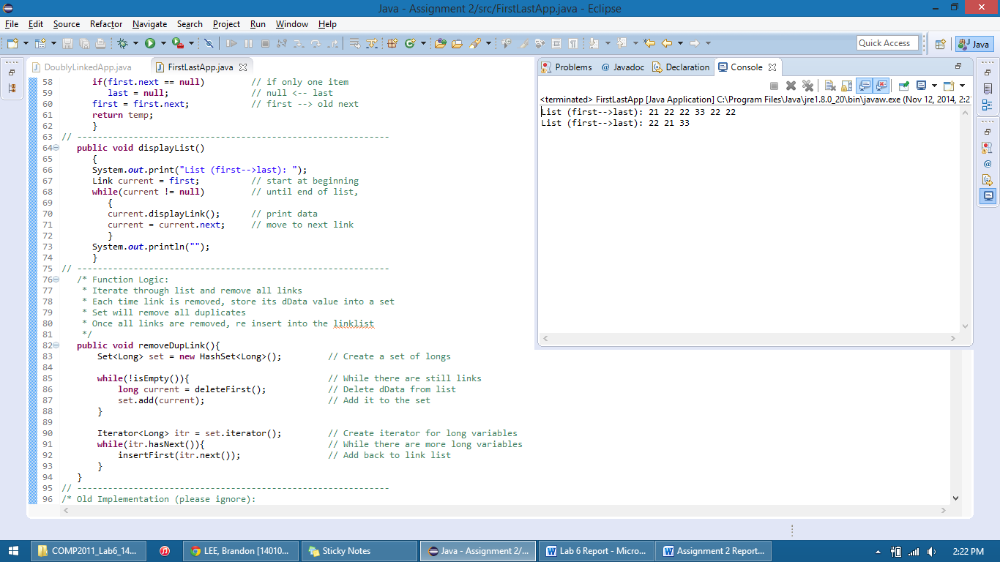 Java - Assignment 2/src/FirstLastApp.java - Eclipse
File Edit Source Refactor Navigate Search Project Run Window Help
Quick Access
Java
DoublyLinkedApp.java
FirstLastApp.java
58 if(first.next == null) // if only one item
59 last = null; // null <-- last
60 first = first.next; // first --> old next
61 return temp;
62 }
63 // ------------------------------------------------------------
64 public void displayList()
65 {
66 System.out.print("List (first-->last): ");
67 Link current = first; // start at beginning
68 while(current != null) // until end of list,
69 {
70 current.displayLink(); // print data
71 current = current.next; // move to next link
72 }
73 System.out.println("");
74 }
75 // ------------------------------------------------------------
76 /* Function Logic:
77 * Iterate through list and remove all links
78 * Each time link is removed, store its dData value into a set
79 * Set will remove all duplicates
80 * Once all links are removed, re insert into the linklist
81 */
82 public void removeDupLink(){
83 Set<Long> set = new HashSet<Long>(); // Create a set of longs
84
85 while(!isEmpty()){ // While there are still links
86 long current = deleteFirst(); // Delete dData from list
87 set.add(current); // Add it to the set
88 }
89
90 Iterator<Long> itr = set.iterator(); // Create iterator for long variables
91 while(itr.hasNext()){ // While there are more long variables
92 insertFirst(itr.next()); // Add back to link list
93 }
94 }
95 // ------------------------------------------------------------
96 /* Old Implementation (please ignore):
Problems @ Javadoc Declaration Console
<terminated> FirstLastApp [Java Application] C:\Program Files\Java\jre1.8.0_20\bin\javaw.exe (Nov 12, 2014, 2:2
List (first-->last): 21 22 22 33 22 22
List (first-->last): 22 21 33
COMP2011_Lab6_14...
LEE, Brandon [14010...
Sticky Notes
Java - Assignment 2/...
Lab 6 Report - Micro...
Assignment 2 Report...
2:22 PM